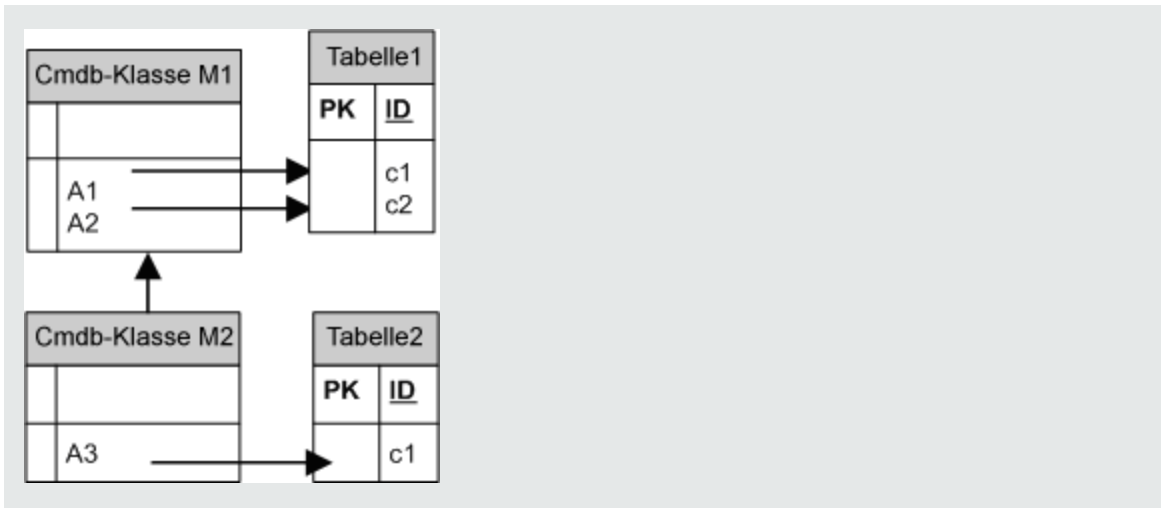 Cmdb-Klasse M1
A1
A2
Tabelle1
PK ID
c1
c2
Cmdb-Klasse M2
A3
Tabelle2
PK ID
c1